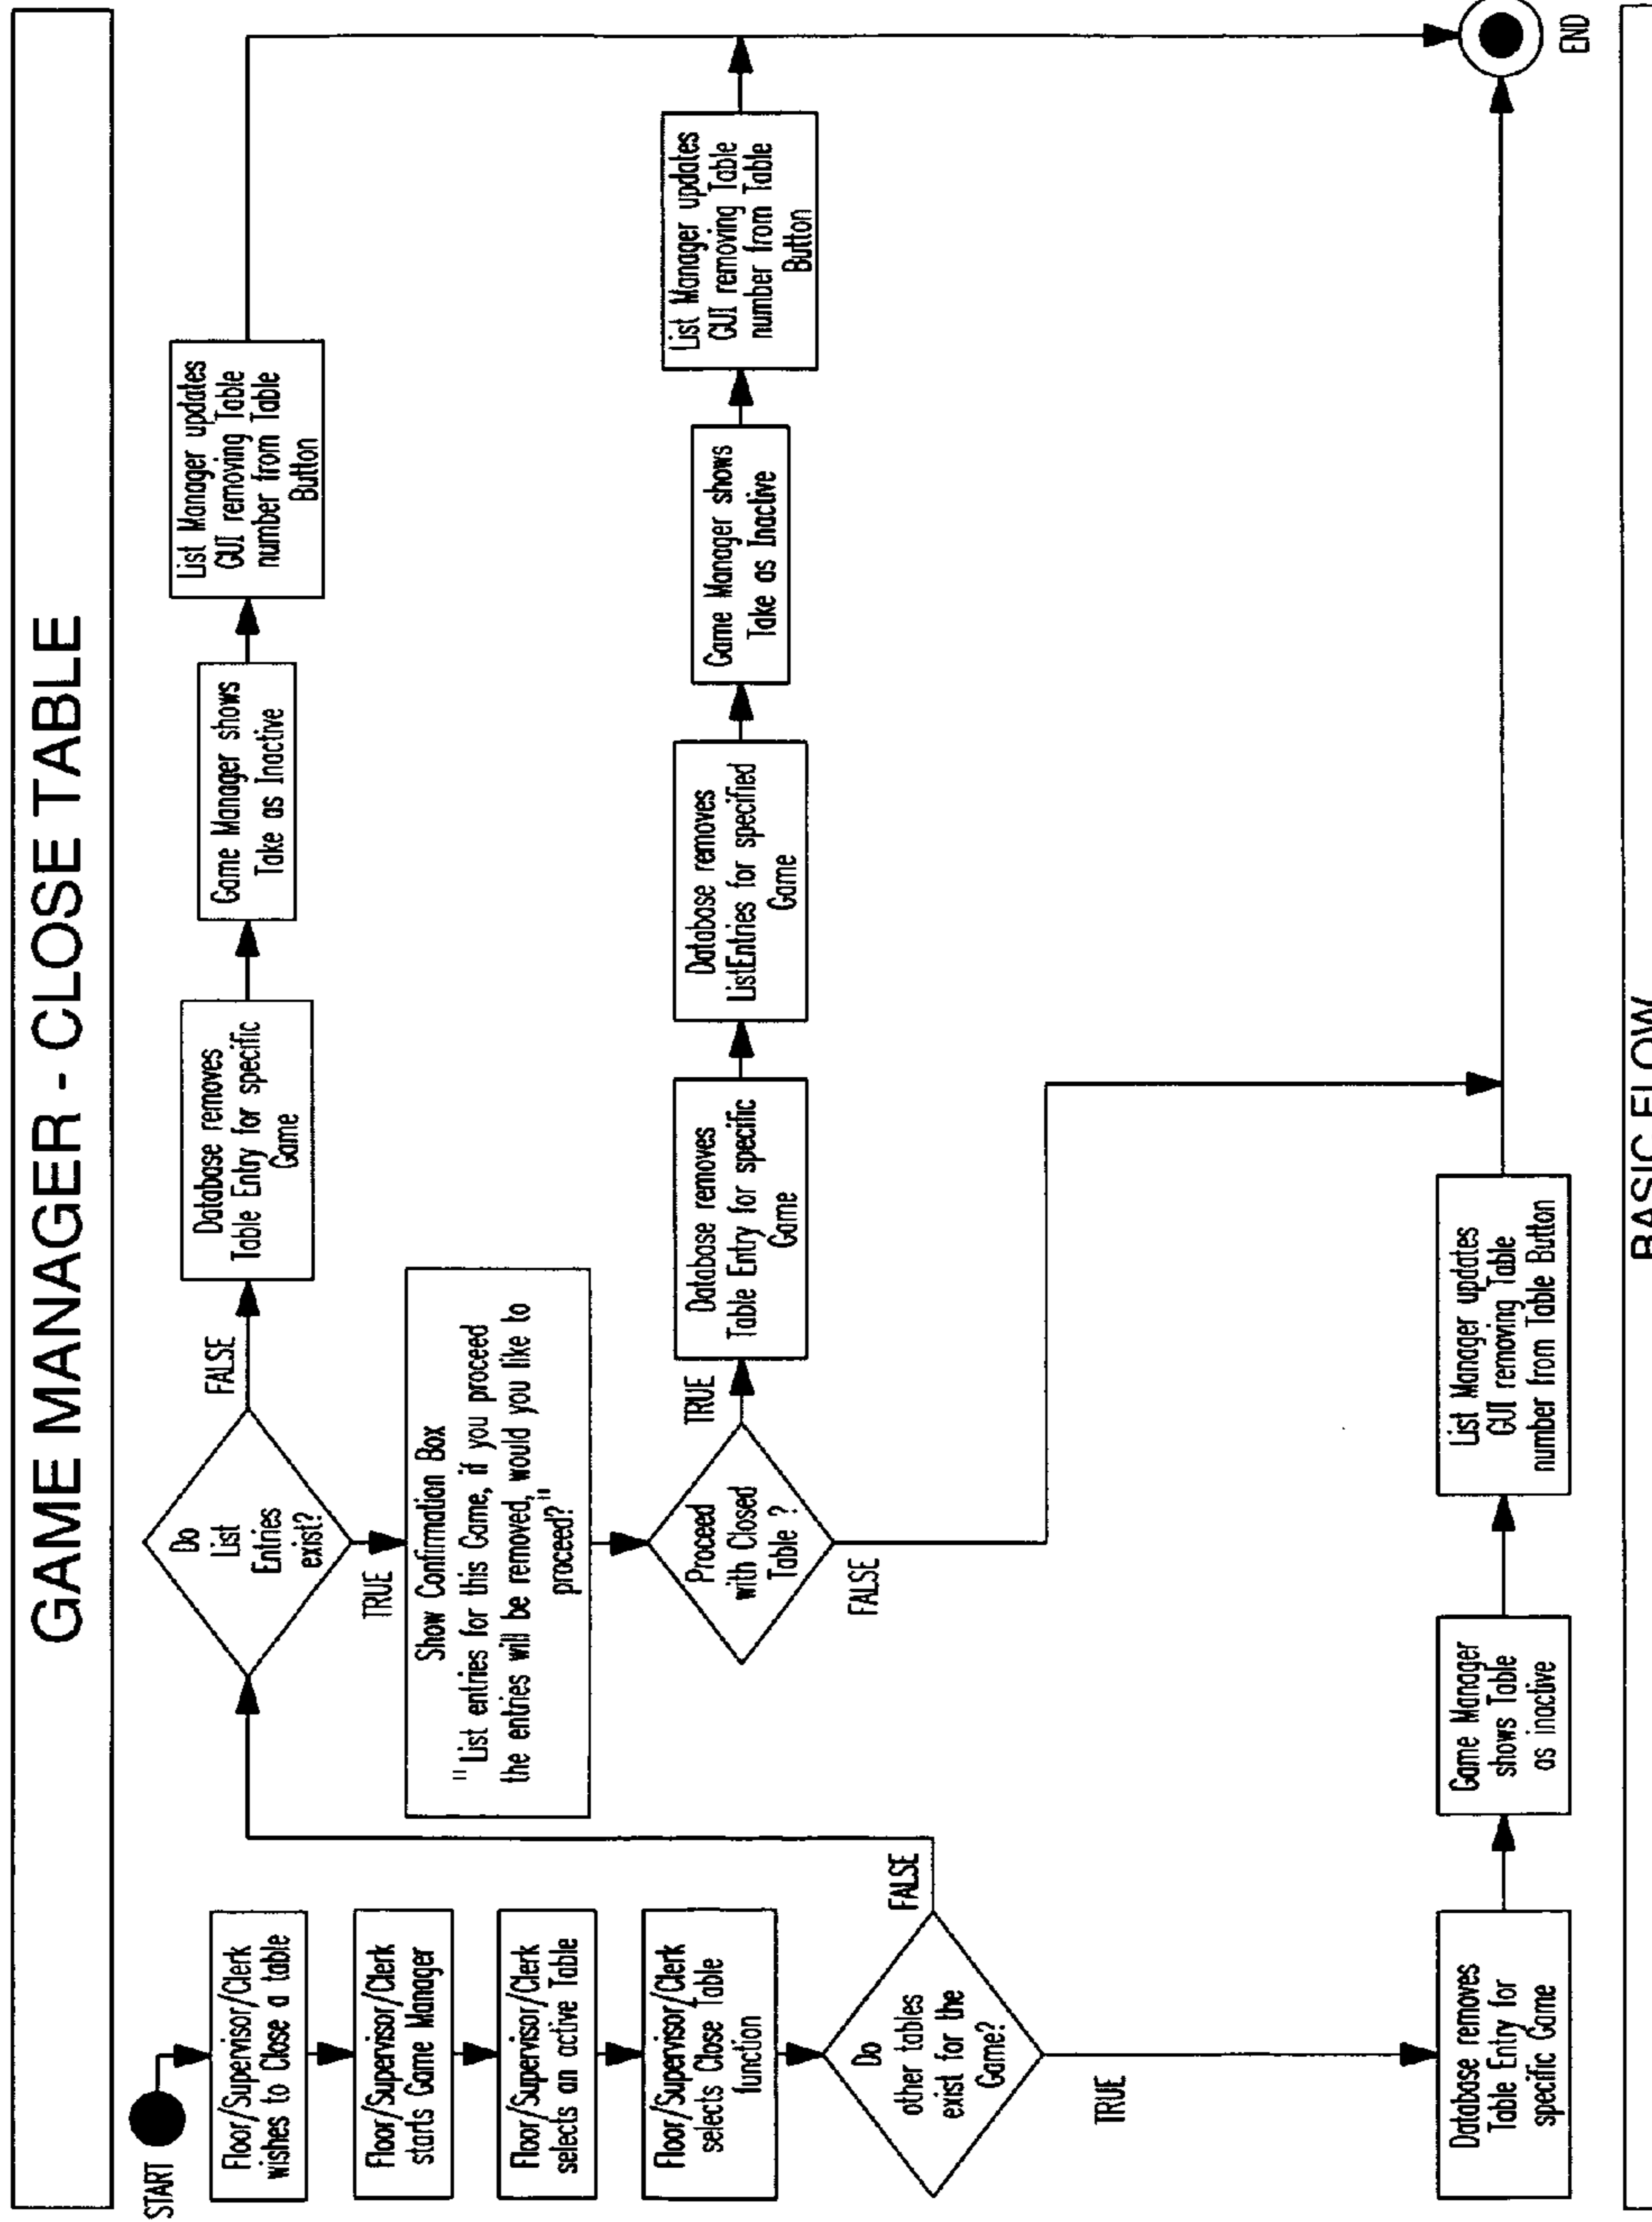 GAME MANAGER - CLOSE TABLE
START
Floor/Supervisor/Clerk
wishes to Close a table
Floor/Supervisor/Clerk
starts Game Manager
Floor/Supervisor/Clerk
selects an active Table
Floor/Supervisor/Clerk
selects Close Table
function
Do
other tables
exist for the
Game?
FALSE
TRUE
Do
List
Entries
exist?
FALSE
TRUE
Database removes
Table Entry for specific
Game
Game Manager shows
Take as Inactive
List Manager updates
GUI removing Table
number from Table
Button
Show Confirmation Box
" List entries for this Game, if you proceed
the entries will be removed, would you like to
proceed?"
Proceed
with Closed
Table ?
TRUE
FALSE
Database removes
Table Entry for specific
Game
Database removes
ListEntries for specified
Game
Game Manager shows
Take as Inactive
List Manager updates
GUI removing Table
number from Table
Button
Database removes
Table Entry for
specific Game
Game Manager
shows Table
as inactive
List Manager updates
GUI removing Table
number from Table Button
END
BASIC FLOW